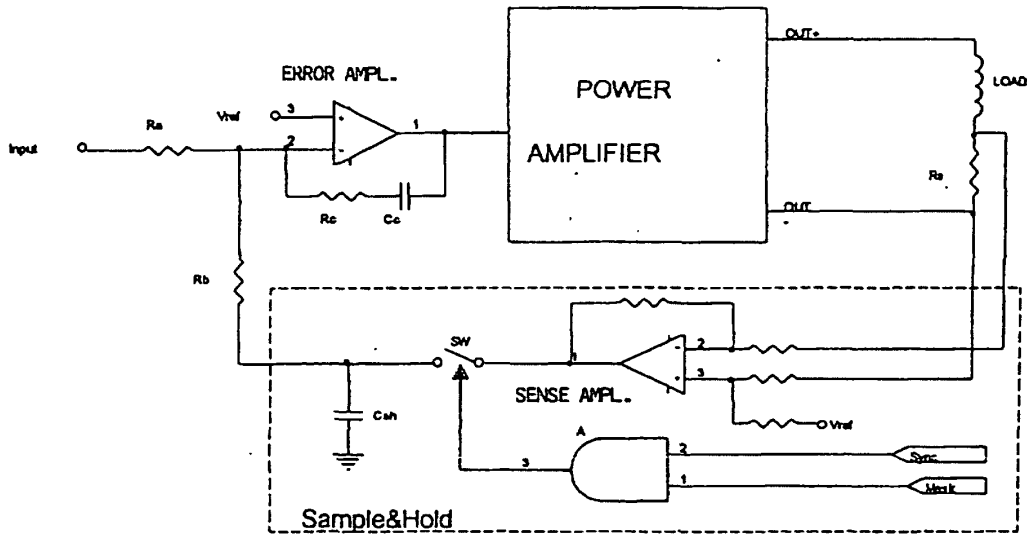 OUT+
POWER
AMPLIFIER
LOAD
ERROR AMPL.
Vref
3
+
1
2
-
Input
Ra
Rc
Cc
Rs
OUT
-
Rb
SW
1
-
2
+
3
SENSE AMPL.
Csh
Vref
A
2
Sync
3
1
Mask
Sample&Hold